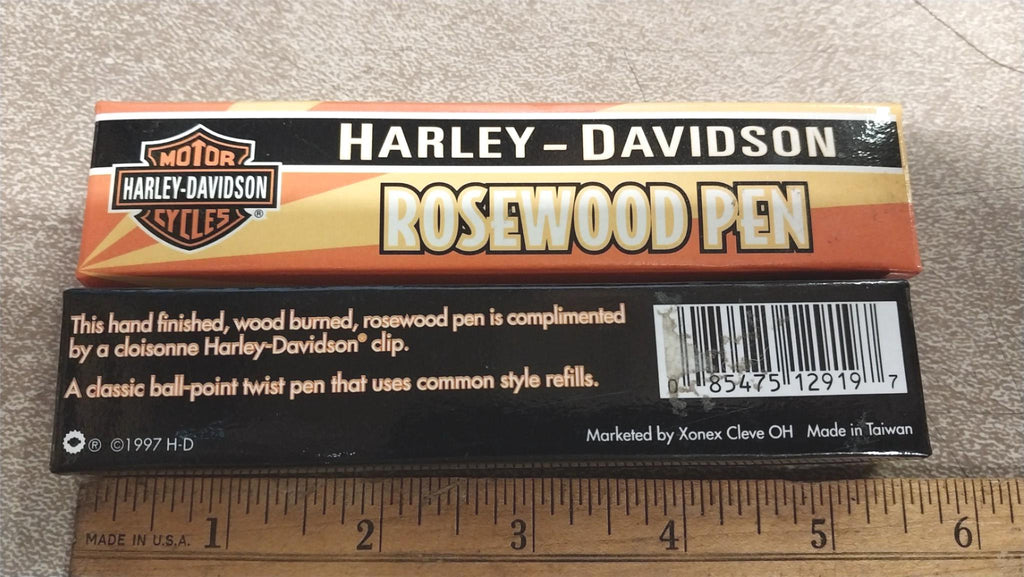 MOTOR
HARLEY-DAVIDSON
CYCLES®
HARLEY-DAVIDSON
ROSEWOOD PEN
This hand finished, wood burned, rosewood pen is complimented
by a cloisonne Harley-Davidson® clip.
A classic ball-point twist pen that uses common style refills.
0 85475 12919 7
® ©1997 H-D
Marketed by Xonex Cleve OH Made in Taiwan
MADE IN U.S.A. 1 2 3 4 5 6